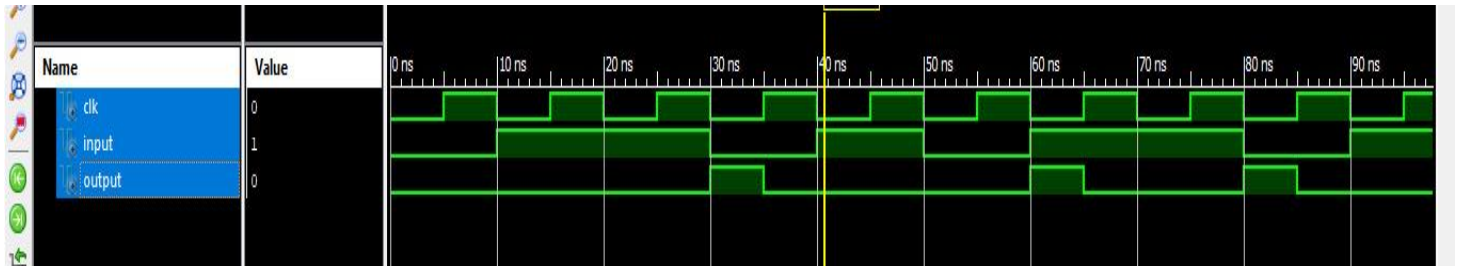 Name Value 0 ns 10 ns 20 ns 30 ns 40 ns 50 ns 60 ns 70 ns 80 ns 90 ns
clk 0
input 1
output 0